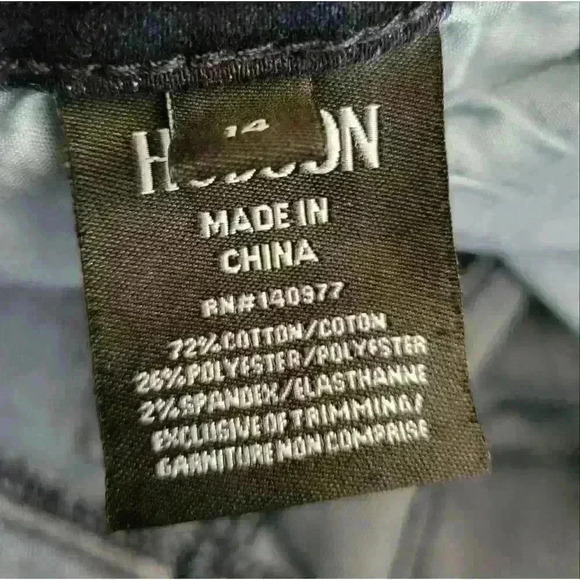 14
HUDSON
MADE IN
CHINA
RN#140977
72% COTTON/COTON
26% POLYESTER/POLYESTER
2% SPANDEX/ELASTHANNE
EXCLUSIVE OF TRIMMING/
GARNITURE NON COMPRISE